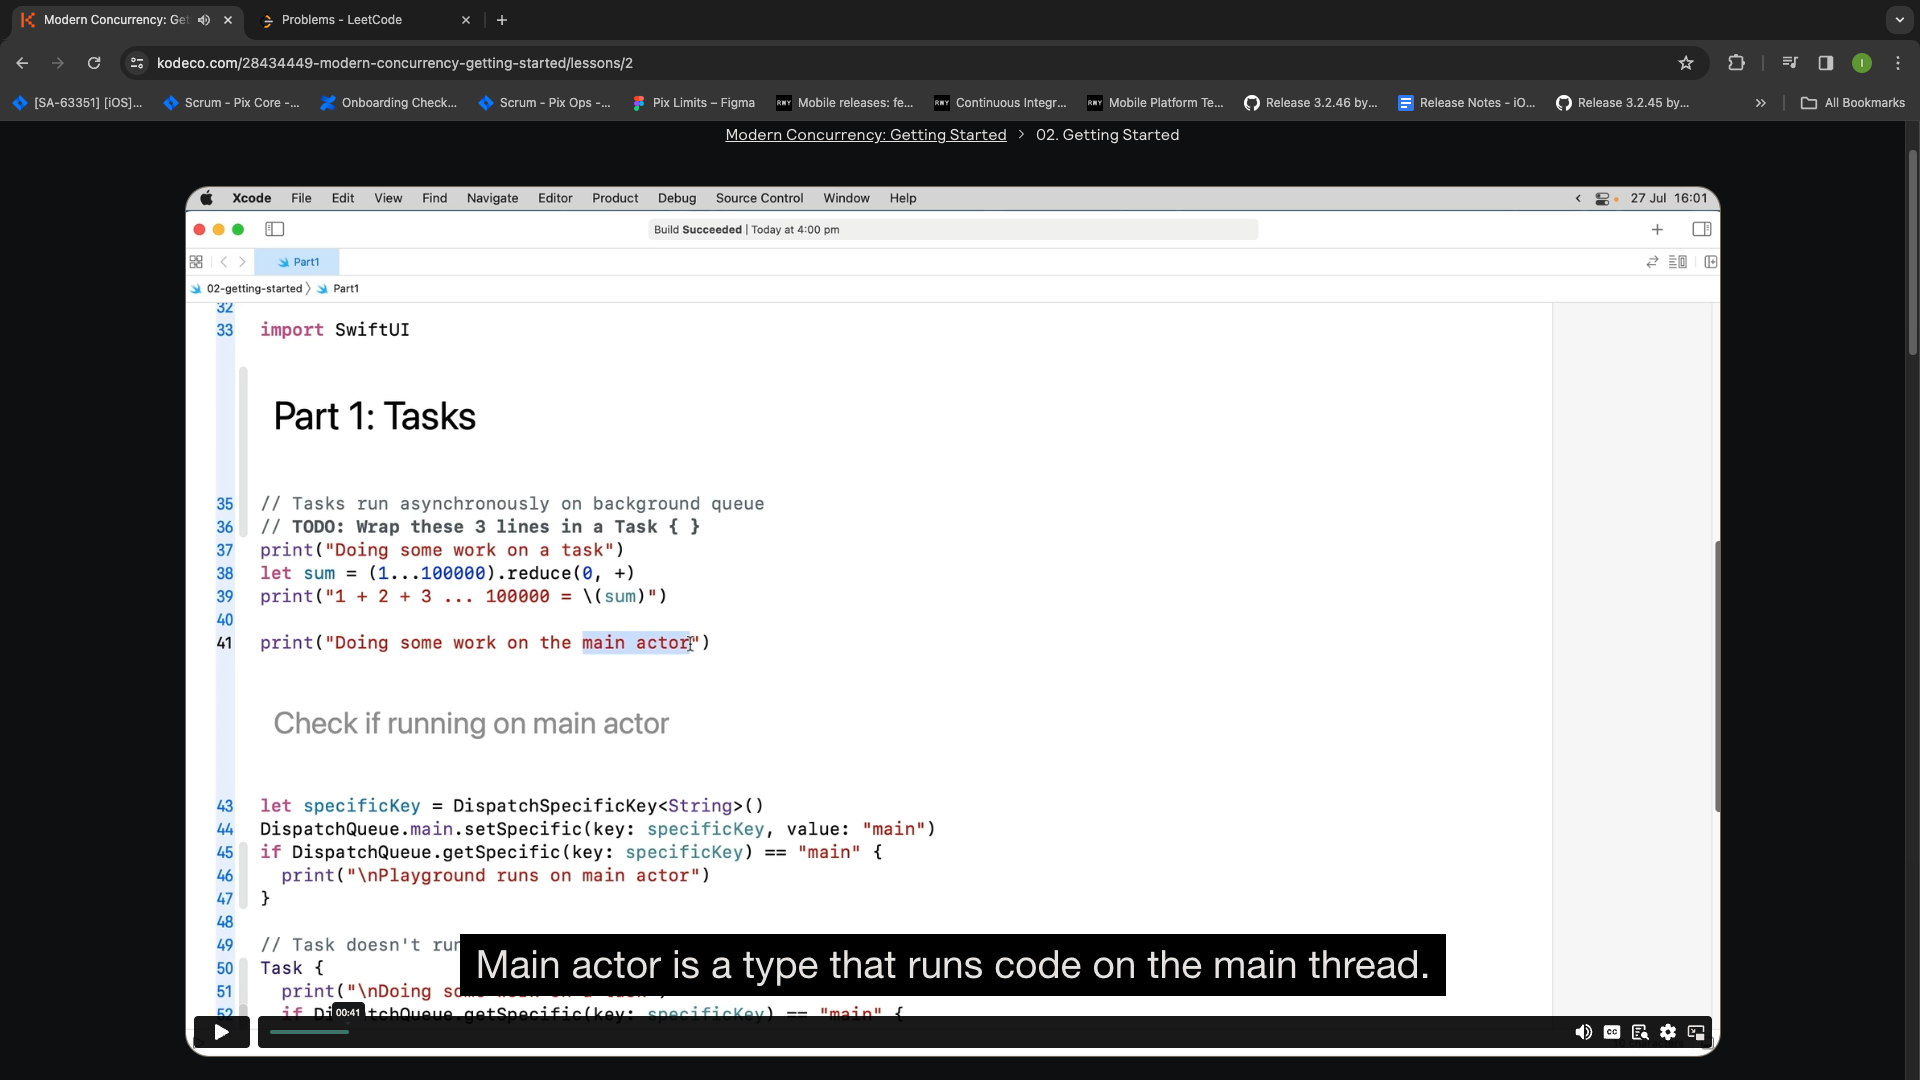 Modern Concurrency: Get
Problems - LeetCode
kodeco.com/28434449-modern-concurrency-getting-started/lessons/2
I
[SA-63351] [iOS]...
Scrum - Pix Core -...
Onboarding Check...
Scrum - Pix Ops -...
Pix Limits – Figma
RWY Mobile releases: fe...
RWY Continuous Integr...
RWY Mobile Platform Te...
Release 3.2.46 by...
Release Notes - iO...
Release 3.2.45 by...
All Bookmarks
Modern Concurrency: Getting Started > 02. Getting Started
Xcode File Edit View Find Navigate Editor Product Debug Source Control Window Help 27 Jul 16:01
Build Succeeded | Today at 4:00 pm
Part1
02-getting-started > Part1
32
33 import SwiftUI
Part 1: Tasks
35 // Tasks run asynchronously on background queue
36 // TODO: Wrap these 3 lines in a Task { }
37 print("Doing some work on a task")
38 let sum = (1...100000).reduce(0, +)
39 print("1 + 2 + 3 ... 100000 = \(sum)")
40
41 print("Doing some work on the main actor")
Check if running on main actor
43 let specificKey = DispatchSpecificKey<String>()
44 DispatchQueue.main.setSpecific(key: specificKey, value: "main")
45 if DispatchQueue.getSpecific(key: specificKey) == "main" {
46 print("\nPlayground runs on main actor")
47 }
48
49 // Task doesn't run
50 Task {
51 print("\nDoing so
52 if Di tchQueue.getSpecific(key: specificKey) == "main" {
Main actor is a type that runs code on the main thread.
00:41
CC